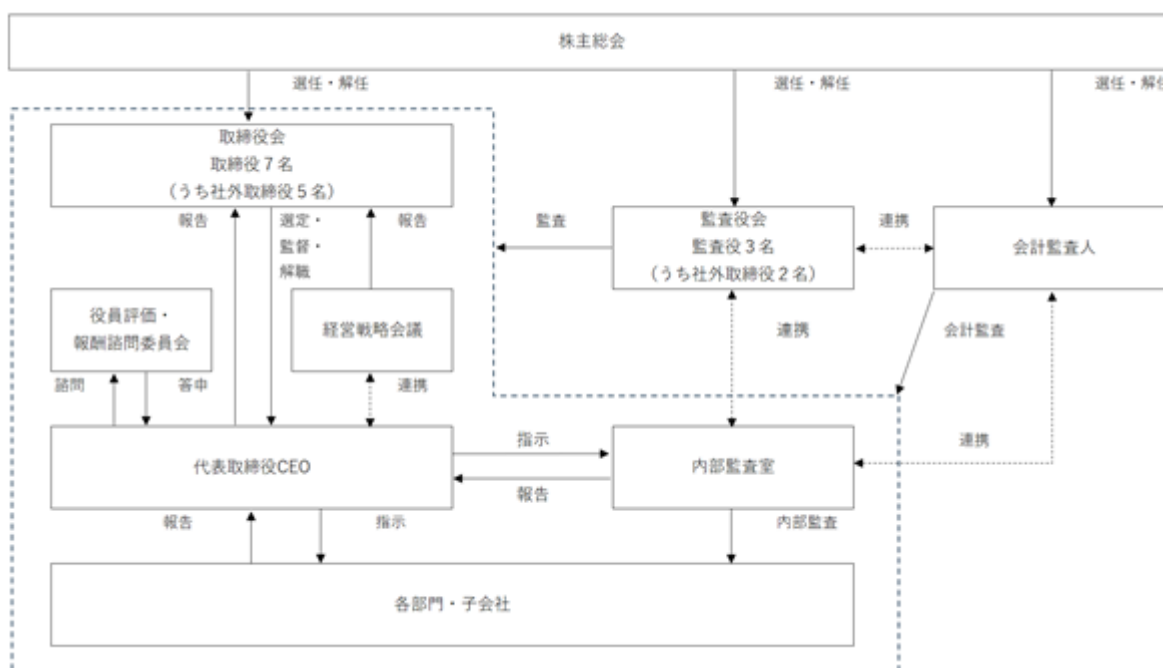 株主総会
選任・解任
選任・解任
選任・解任
取締役会
取締役7名
（うち社外取締役5名）
監査役会
監査役3名
（うち社外取締役2名）
会計監査人
監査
連携
報告
選定・
監督・
解職
報告
役員評価・
報酬諮問委員会
経営戦略会議
連携
会計監査
諮問
答申
連携
代表取締役CEO
指示
報告
内部監査室
連携
報告
指示
内部監査
各部門・子会社